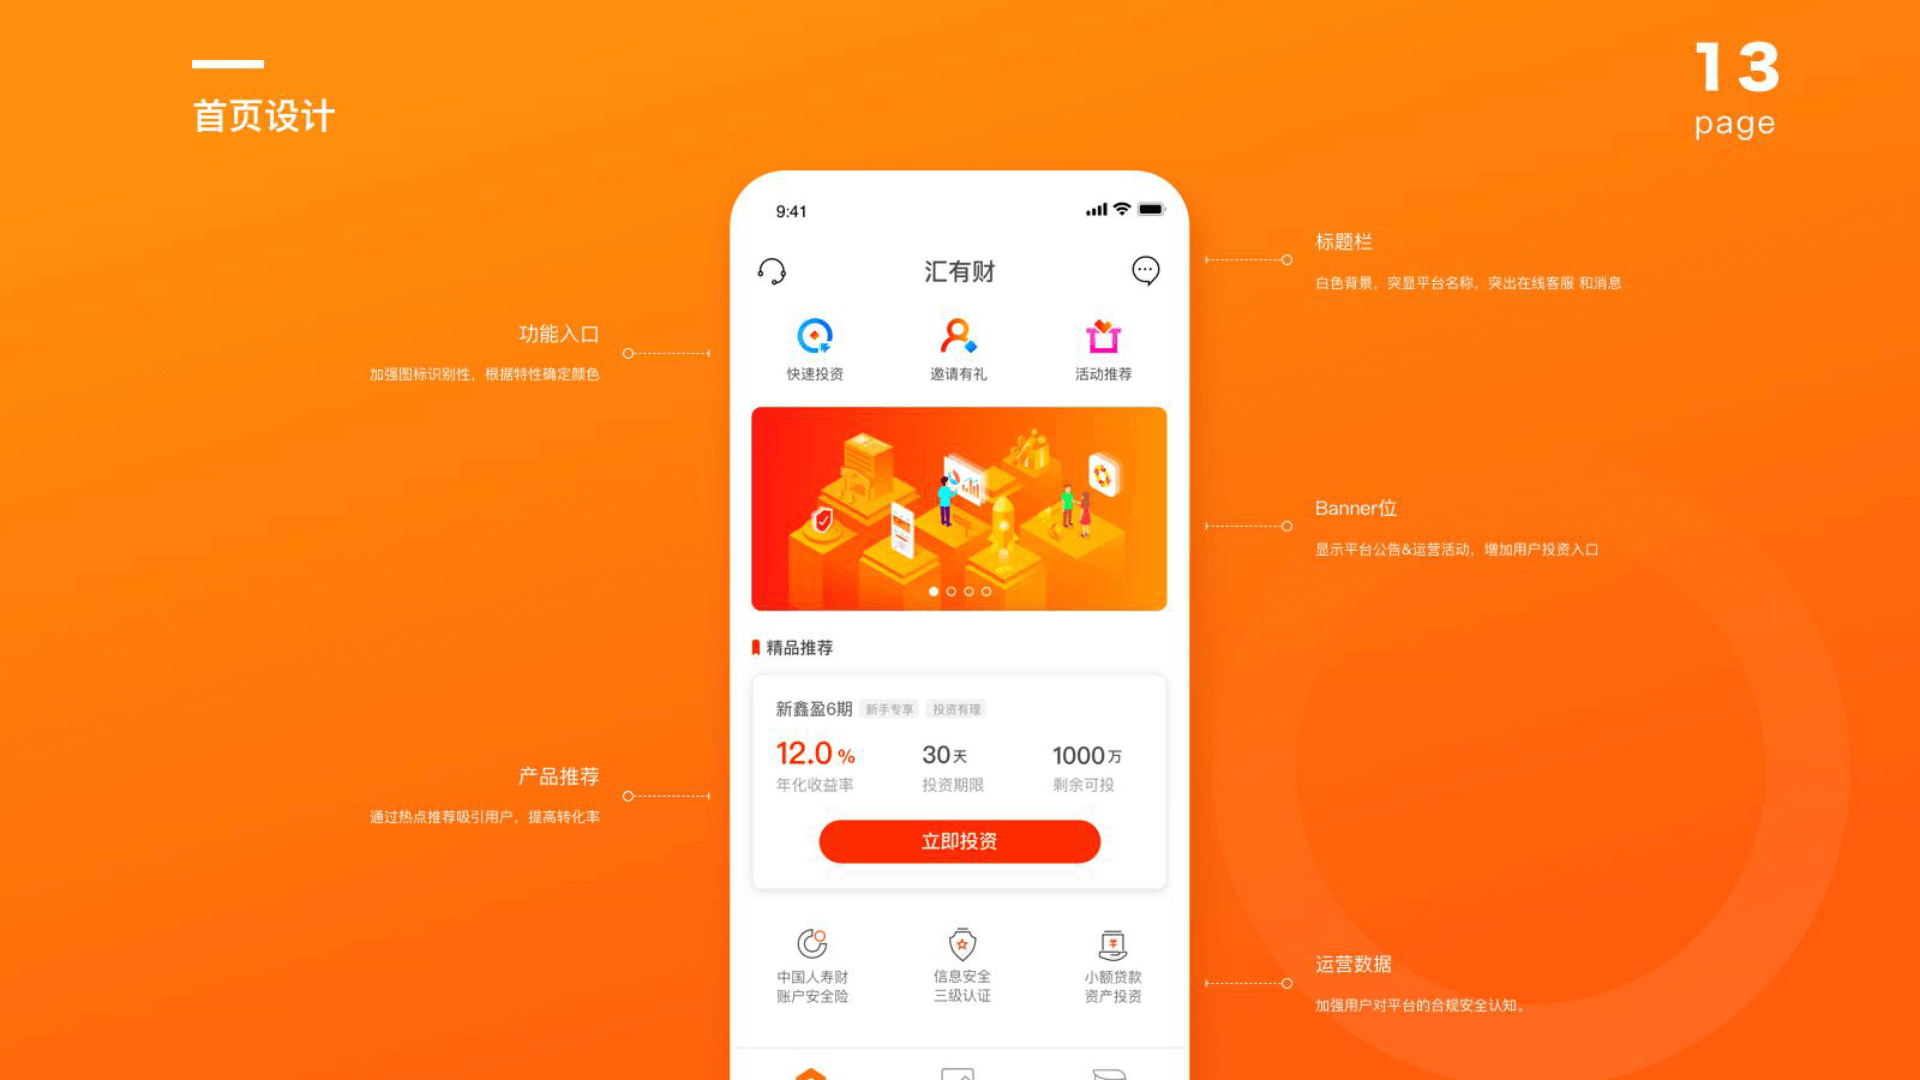 首页设计
13
page
9:41
汇有财
快速投资
邀请有礼
活动推荐
精品推荐
新鑫盈6期
新手专享
投资有理
12.0%
30天
1000万
年化收益率
投资期限
剩余可投
立即投资
中国人寿财
账户安全险
信息安全
三级认证
小额贷款
资产投资
功能入口
加强图标识别性，根据特性确定颜色
产品推荐
通过热点推荐吸引用户，提高转化率
标题栏
白色背景，突显平台名称，突出在线客服 和消息
Banner位
显示平台公告&运营活动，增加用户投资入口
运营数据
加强用户对平台的合规安全认知。